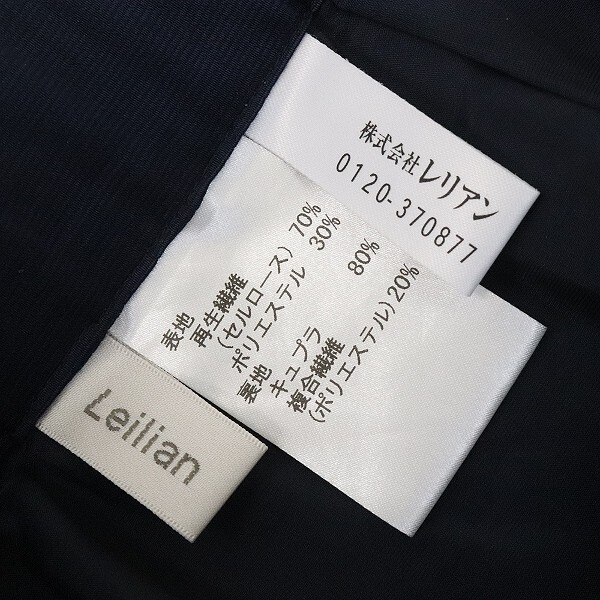 株式会社レリアン
0120-370877
表地
再生繊維
(セルロース) 70%
ポリエステル 30%
裏地
キュプラ 80%
複合繊維
(ポリエステル) 20%
Leilian